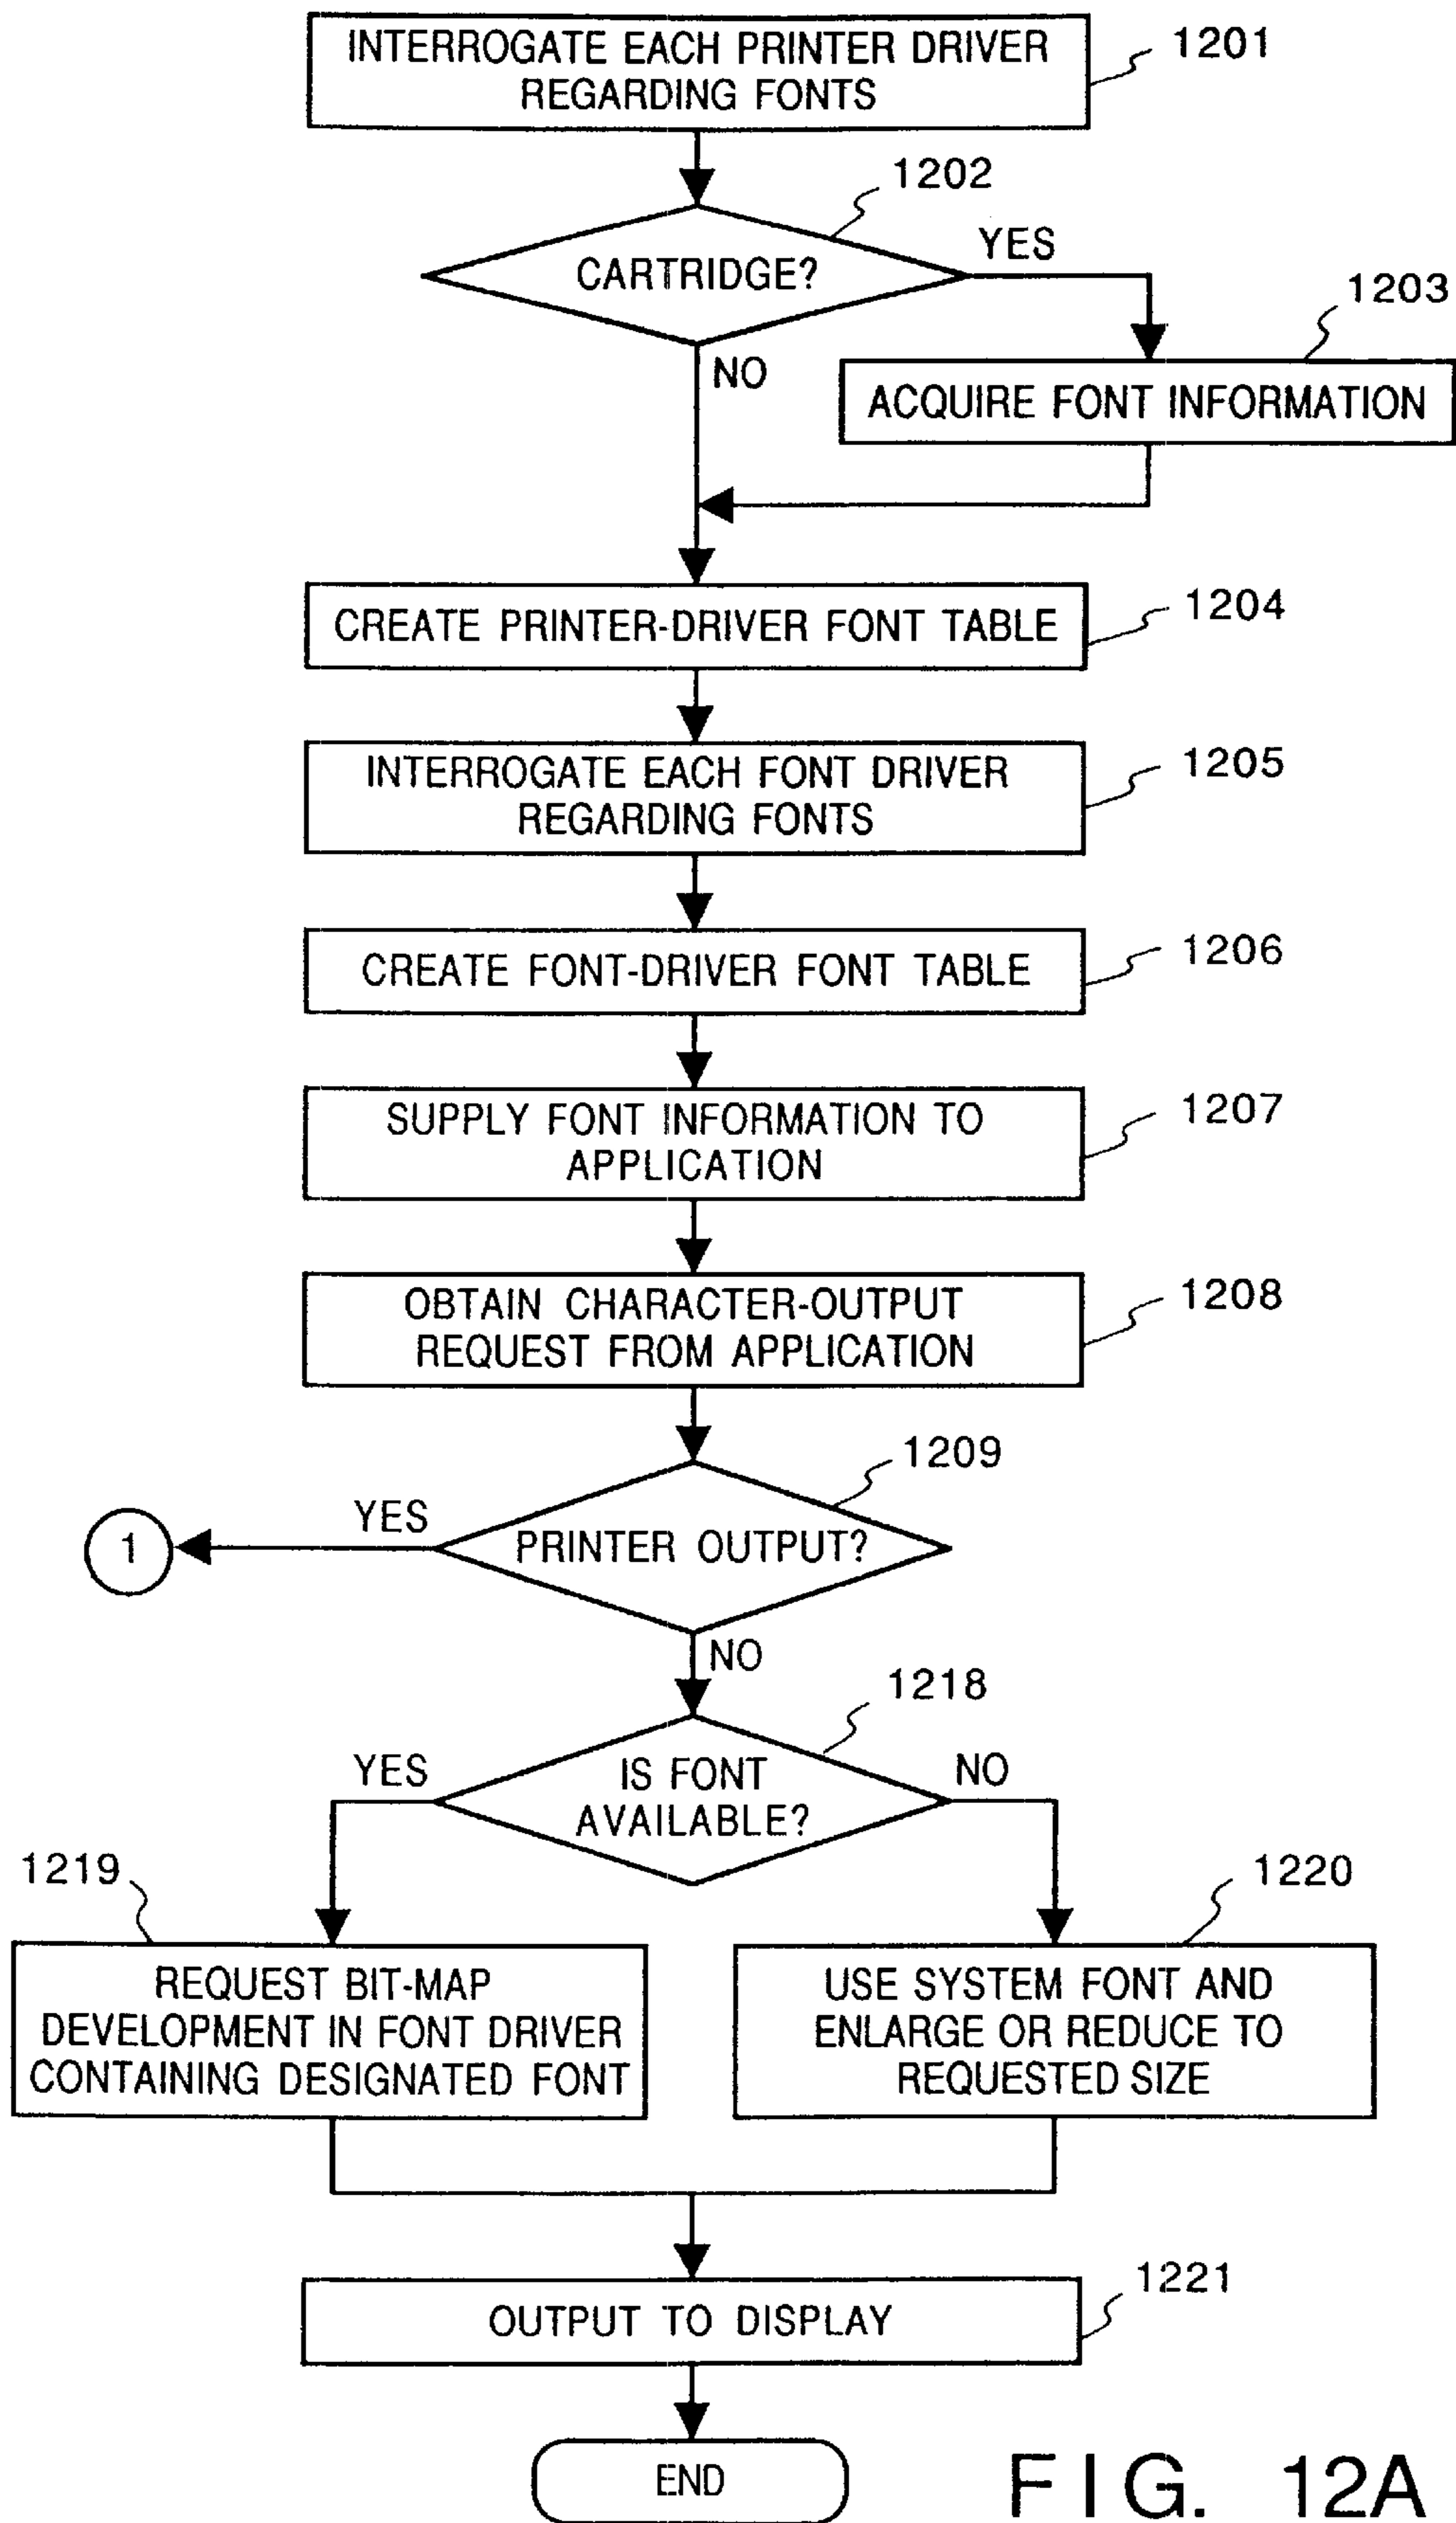 INTERROGATE EACH PRINTER DRIVER
REGARDING FONTS
1201
1202
CARTRIDGE?
YES
NO
1203
ACQUIRE FONT INFORMATION
CREATE PRINTER-DRIVER FONT TABLE
1204
INTERROGATE EACH FONT DRIVER
REGARDING FONTS
1205
CREATE FONT-DRIVER FONT TABLE
1206
SUPPLY FONT INFORMATION TO
APPLICATION
1207
OBTAIN CHARACTER-OUTPUT
REQUEST FROM APPLICATION
1208
1209
PRINTER OUTPUT?
YES
1
NO
1218
IS FONT
AVAILABLE?
YES
NO
1219
REQUEST BIT-MAP
DEVELOPMENT IN FONT DRIVER
CONTAINING DESIGNATED FONT
1220
USE SYSTEM FONT AND
ENLARGE OR REDUCE TO
REQUESTED SIZE
1221
OUTPUT TO DISPLAY
END
FIG. 12A